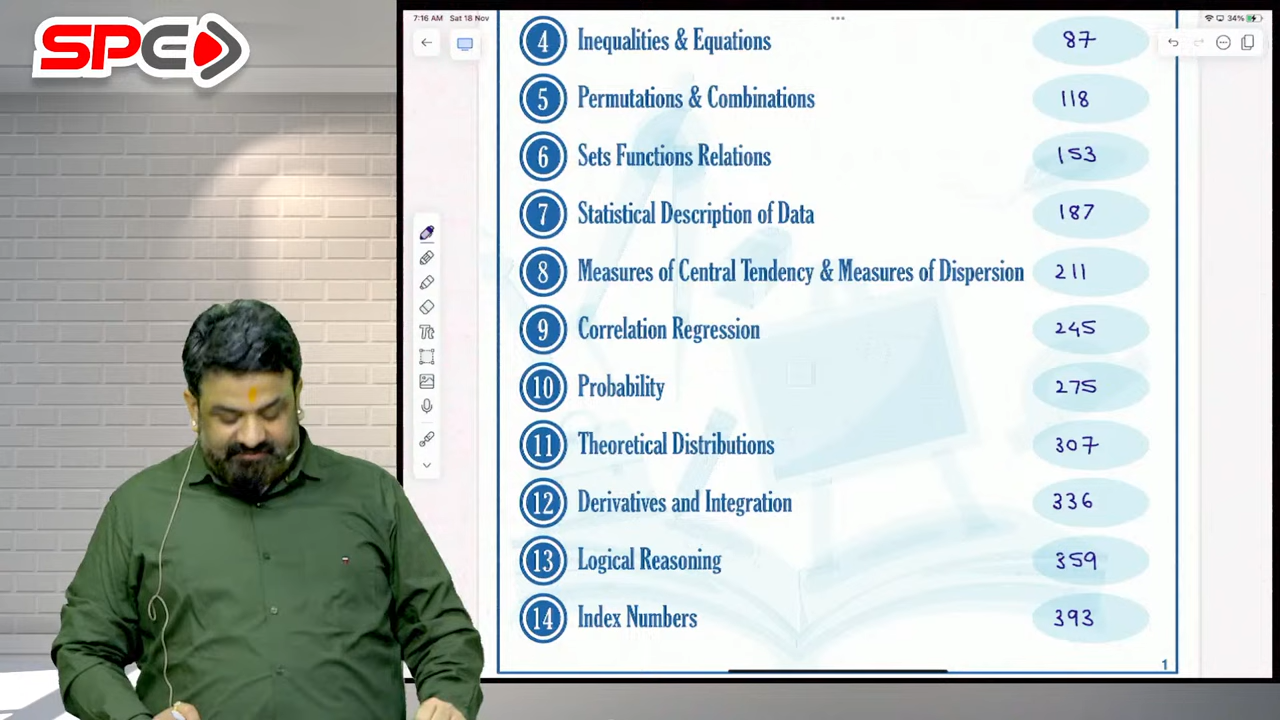 SPE
7:16 AM Sat 18 Nov
34%
4 Inequalities & Equations 87
5 Permutations & Combinations 118
6 Sets Functions Relations 153
7 Statistical Description of Data 187
8 Measures of Central Tendency & Measures of Dispersion 211
Tt
9 Correlation Regression 245
10 Probability 275
11 Theoretical Distributions 307
12 Derivatives and Integration 336
13 Logical Reasoning 359
14 Index Numbers 393
1